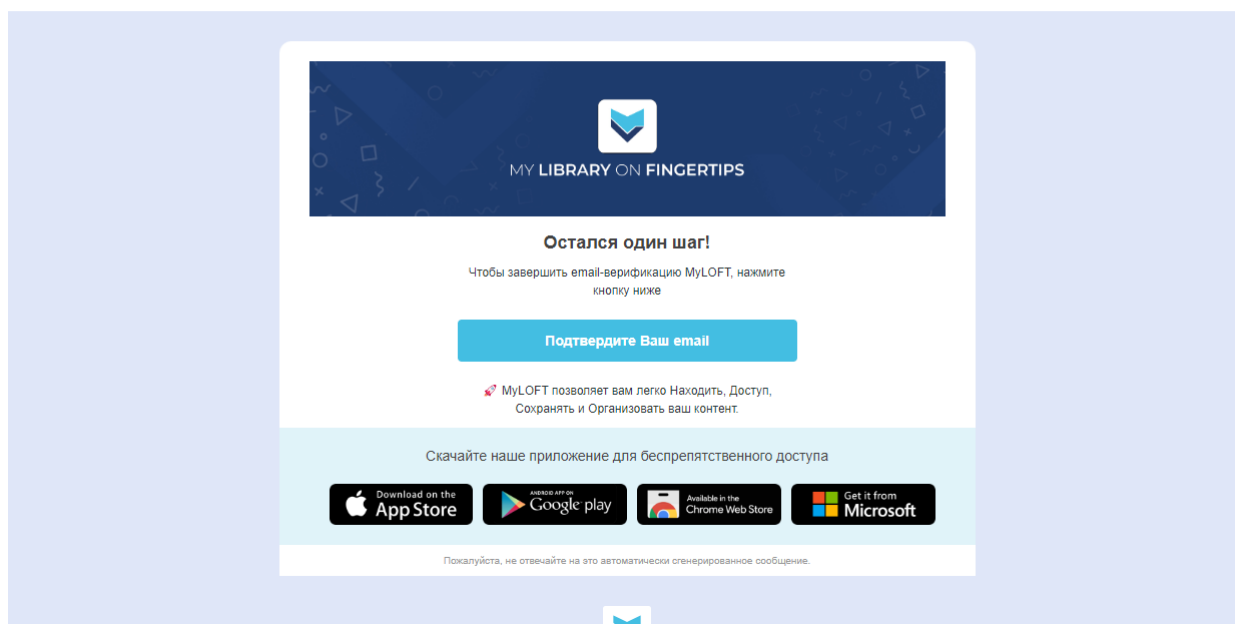 MY LIBRARY ON FINGERTIPS
Остался один шаг!
Чтобы завершить email-верификацию MyLOFT, нажмите
кнопку ниже
Подтвердите Ваш email
🚀 MyLOFT позволяет вам легко Находить, Доступ,
Сохранять и Организовать ваш контент.
Скачайте наше приложение для беспрепятственного доступа
Download on the
App Store
ANDROID APP ON
Google play
Available in the
Chrome Web Store
Get it from
Microsoft
Пожалуйста, не отвечайте на это автоматически сгенерированное сообщение.